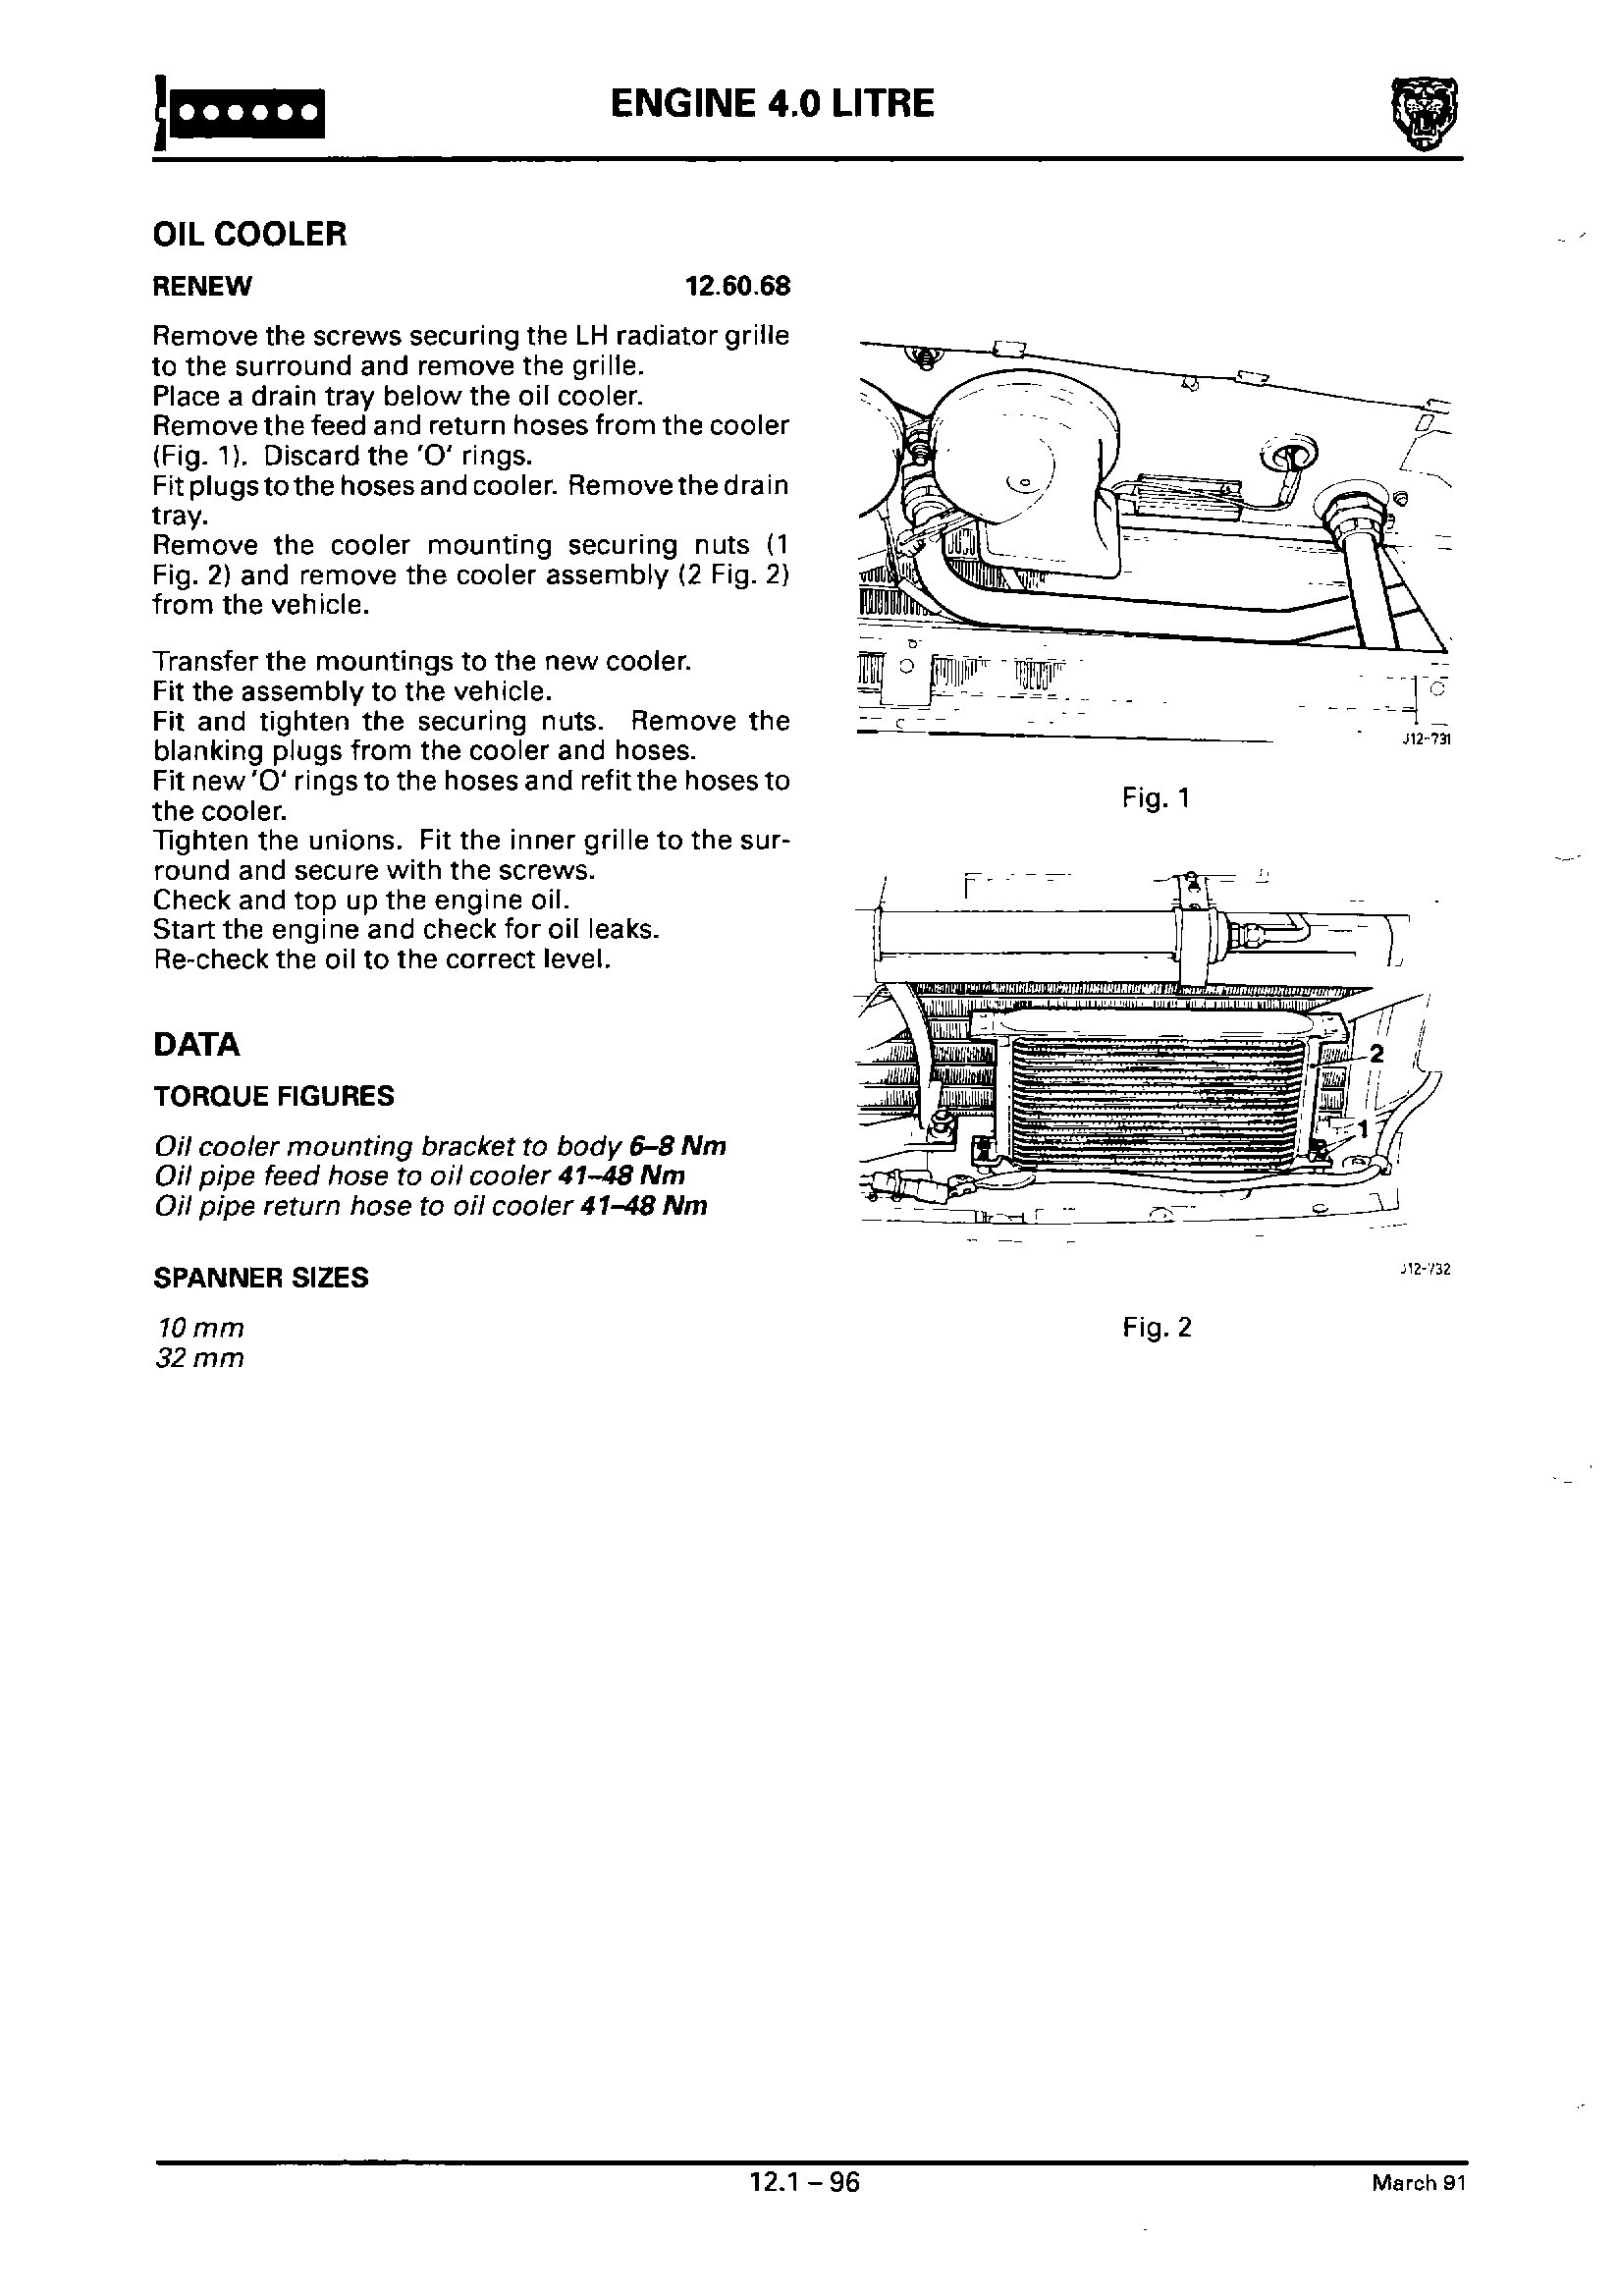 ENGINE 4.0 LITRE
OIL COOLER
RENEW 12.60.68
Remove the screws securing the LH radiator grille
to the surround and remove the grille.
Place a drain tray below the oil cooler.
Remove the feed and return hoses from the cooler
(Fig. 1). Discard the 'O' rings.
Fit plugs to the hoses and cooler. Remove the drain
tray.
Remove the cooler mounting securing nuts (1
Fig. 2) and remove the cooler assembly (2 Fig. 2)
from the vehicle.
Transfer the mountings to the new cooler.
Fit the assembly to the vehicle.
Fit and tighten the securing nuts. Remove the
blanking plugs from the cooler and hoses.
Fit new 'O' rings to the hoses and refit the hoses to
the cooler.
Tighten the unions. Fit the inner grille to the sur-
round and secure with the screws.
Check and top up the engine oil.
Start the engine and check for oil leaks.
Re-check the oil to the correct level.
DATA
TORQUE FIGURES
Oil cooler mounting bracket to body 6–8 Nm
Oil pipe feed hose to oil cooler 41–48 Nm
Oil pipe return hose to oil cooler 41–48 Nm
SPANNER SIZES
10 mm
32 mm
J12-731
Fig. 1
2
1
J12-732
Fig. 2
12.1 – 96
March 91